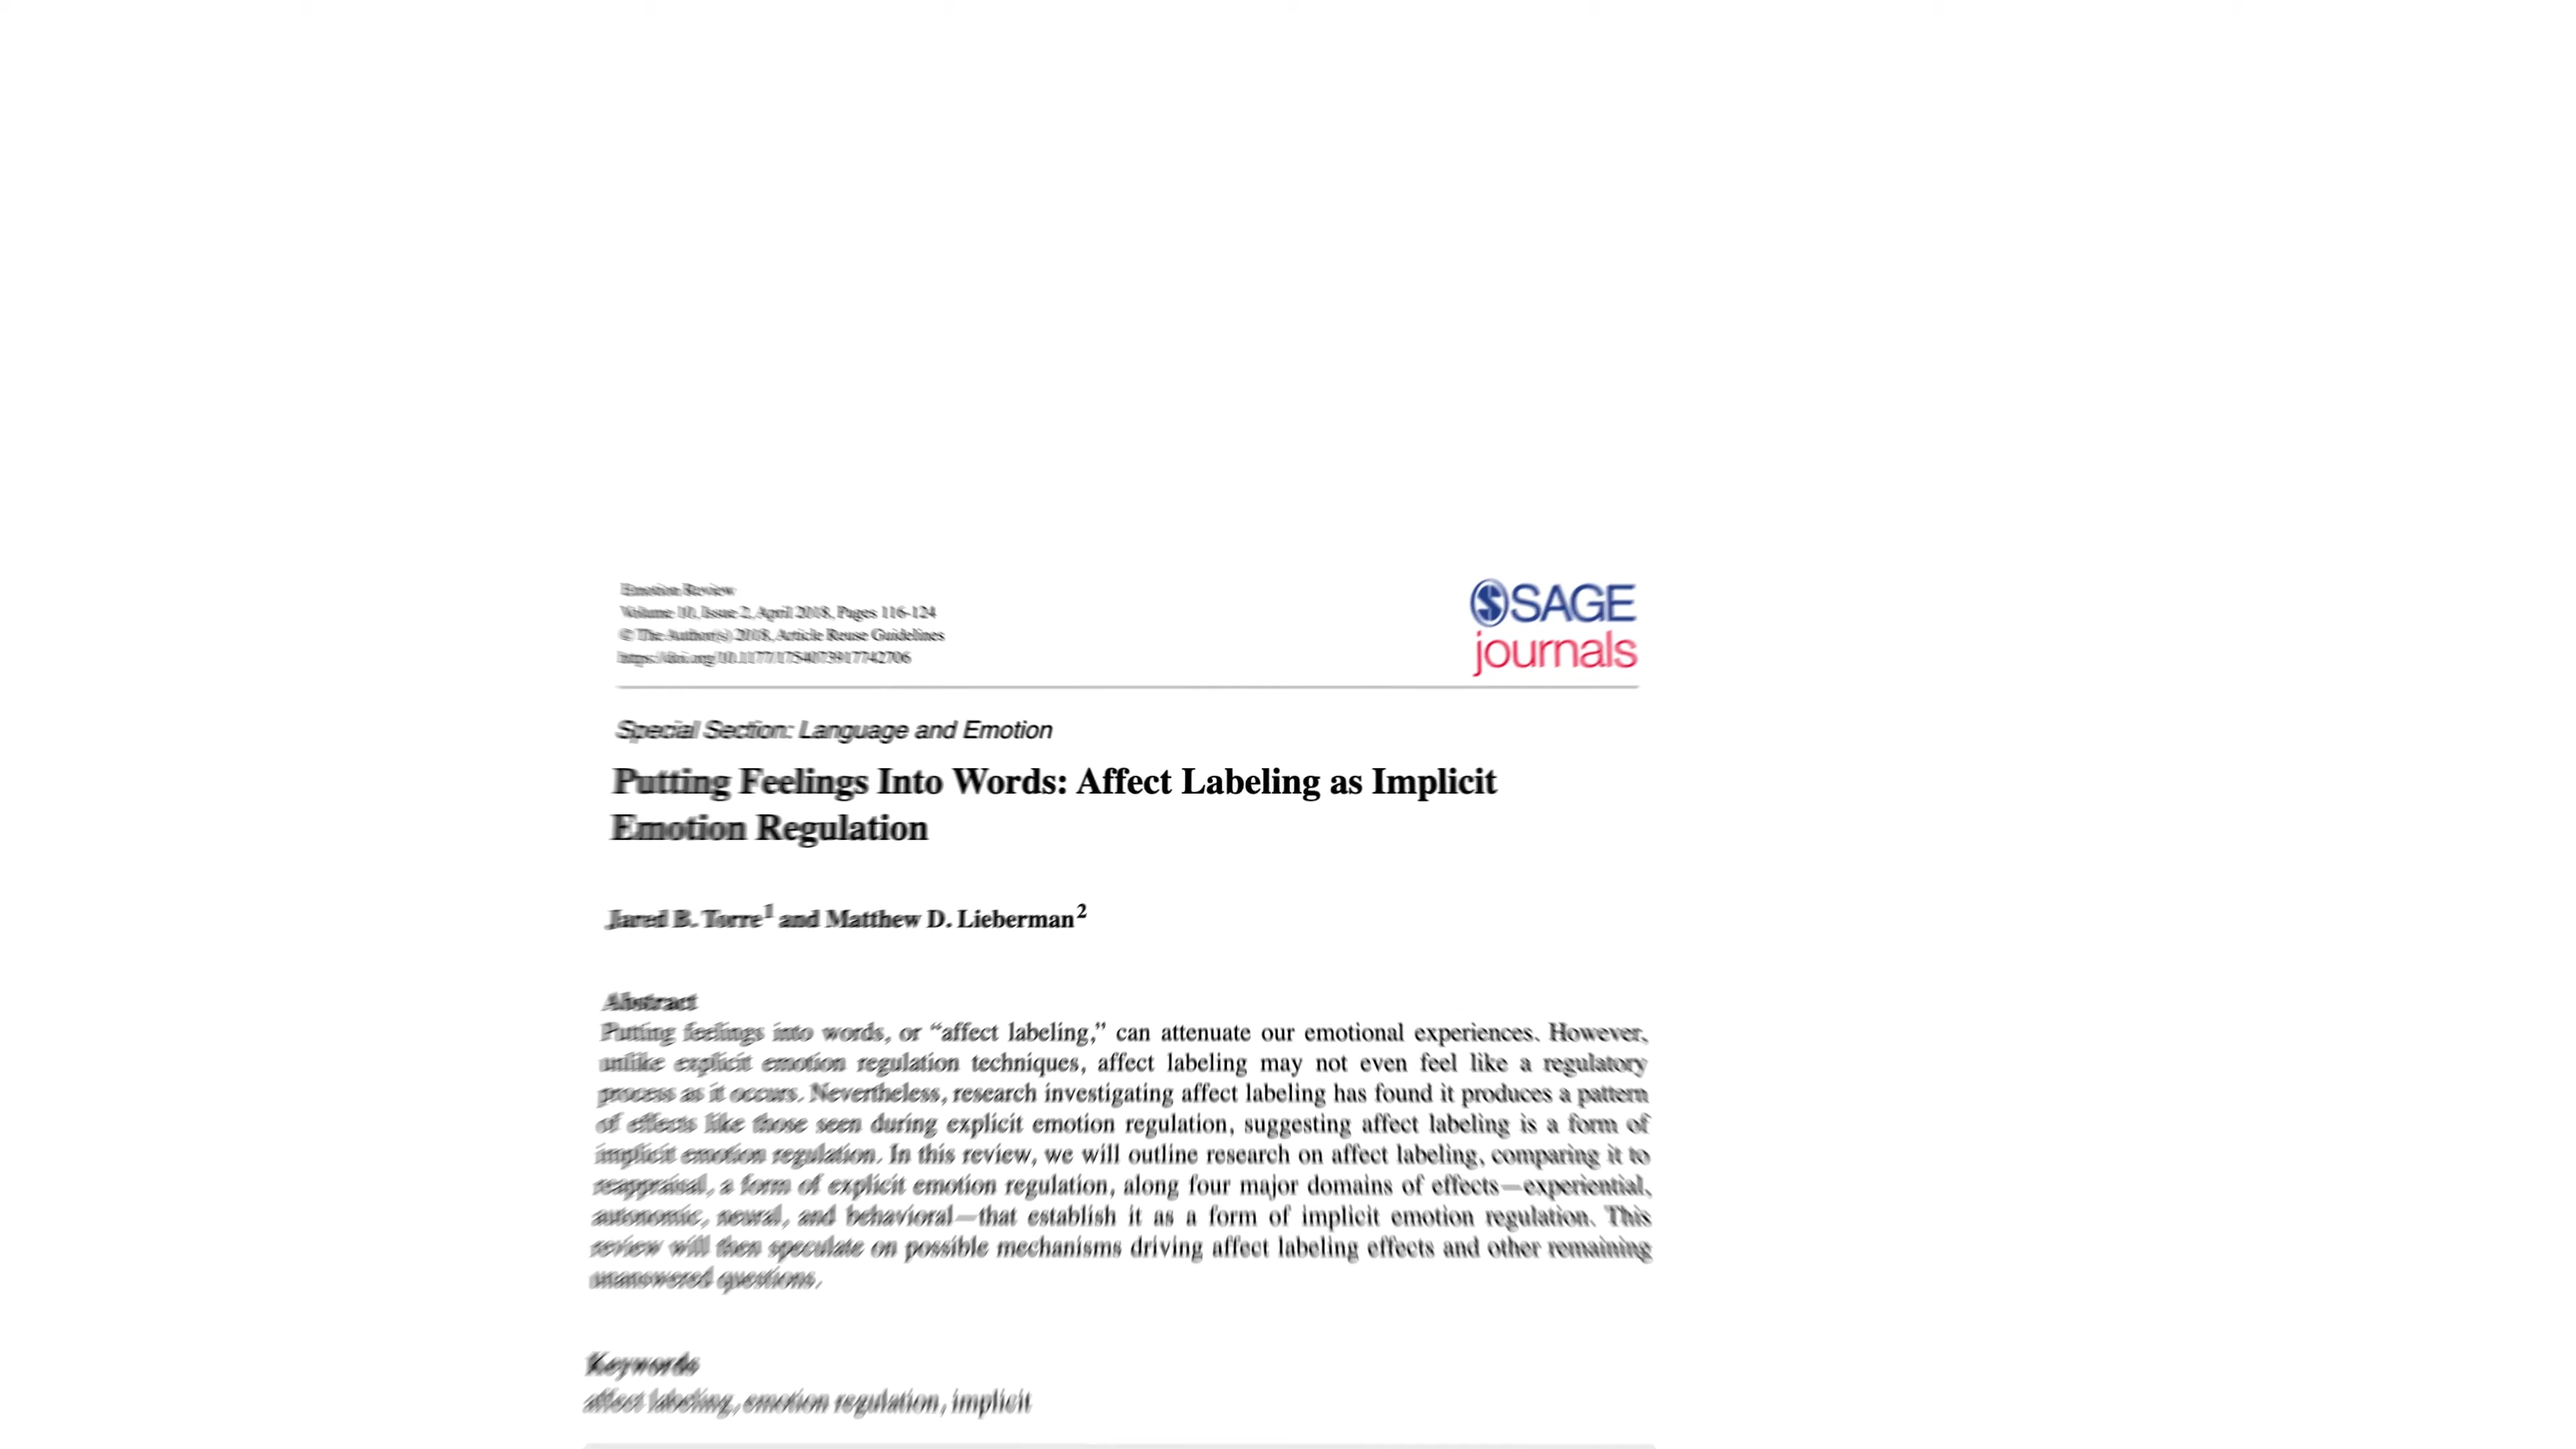 Emotion Review
Volume 10, Issue 2, April 2018, Pages 116-124
© The Author(s) 2018, Article Reuse Guidelines
https://doi.org/10.1177/1754073917742706
SAGE
journals
Special Section: Language and Emotion
Putting Feelings Into Words: Affect Labeling as Implicit
Emotion Regulation
Jared B. Torre1 and Matthew D. Lieberman2
Abstract
Putting feelings into words, or “affect labeling,” can attenuate our emotional experiences. However,
unlike explicit emotion regulation techniques, affect labeling may not even feel like a regulatory
process as it occurs. Nevertheless, research investigating affect labeling has found it produces a pattern
of effects like those seen during explicit emotion regulation, suggesting affect labeling is a form of
implicit emotion regulation. In this review, we will outline research on affect labeling, comparing it to
reappraisal, a form of explicit emotion regulation, along four major domains of effects—experiential,
autonomic, neural, and behavioral—that establish it as a form of implicit emotion regulation. This
review will then speculate on possible mechanisms driving affect labeling effects and other remaining
unanswered questions.
Keywords
affect labeling, emotion regulation, implicit